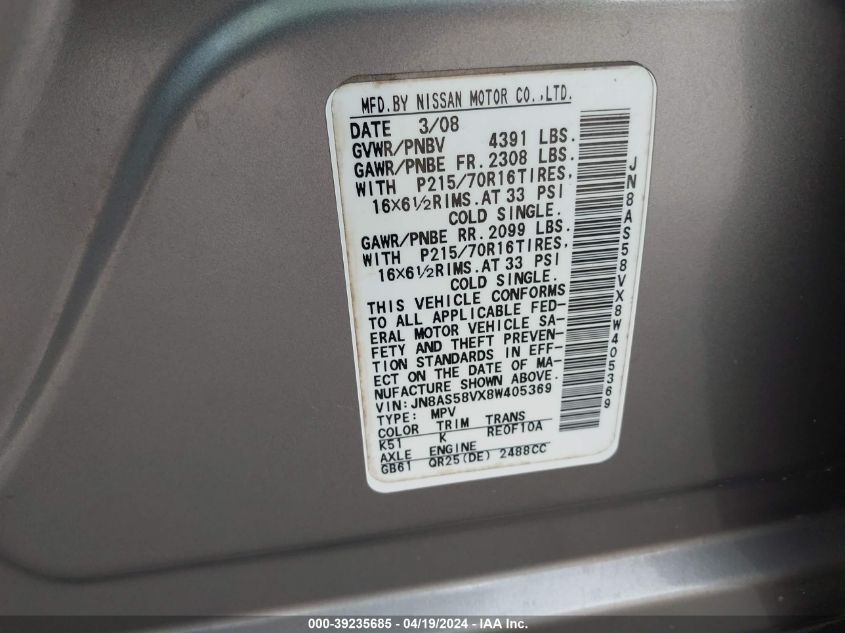 MFD.BY NISSAN MOTOR CO.,LTD.
DATE 3/08
GVWR/PNBV 4391 LBS.
GAWR/PNBE FR. 2308 LBS.
WITH P215/70R16TIRES,
16X6½RIMS.AT 33 PSI
COLD SINGLE.
GAWR/PNBE RR. 2099 LBS.
WITH P215/70R16TIRES,
16X6½RIMS.AT 33 PSI
COLD SINGLE.
THIS VEHICLE CONFORMS
TO ALL APPLICABLE FED-
ERAL MOTOR VEHICLE SA-
FETY AND THEFT PREVEN-
TION STANDARDS IN EFF-
ECT ON THE DATE OF MA-
NUFACTURE SHOWN ABOVE.
VIN: JN8AS58VX8W405369
TYPE: MPV
COLOR TRIM TRANS
K51 K RE0F10A
AXLE ENGINE
GB61 QR25(DE) 2488CC
JN8AS58VX8W405369
000-39235685 - 04/19/2024 - IAA Inc.